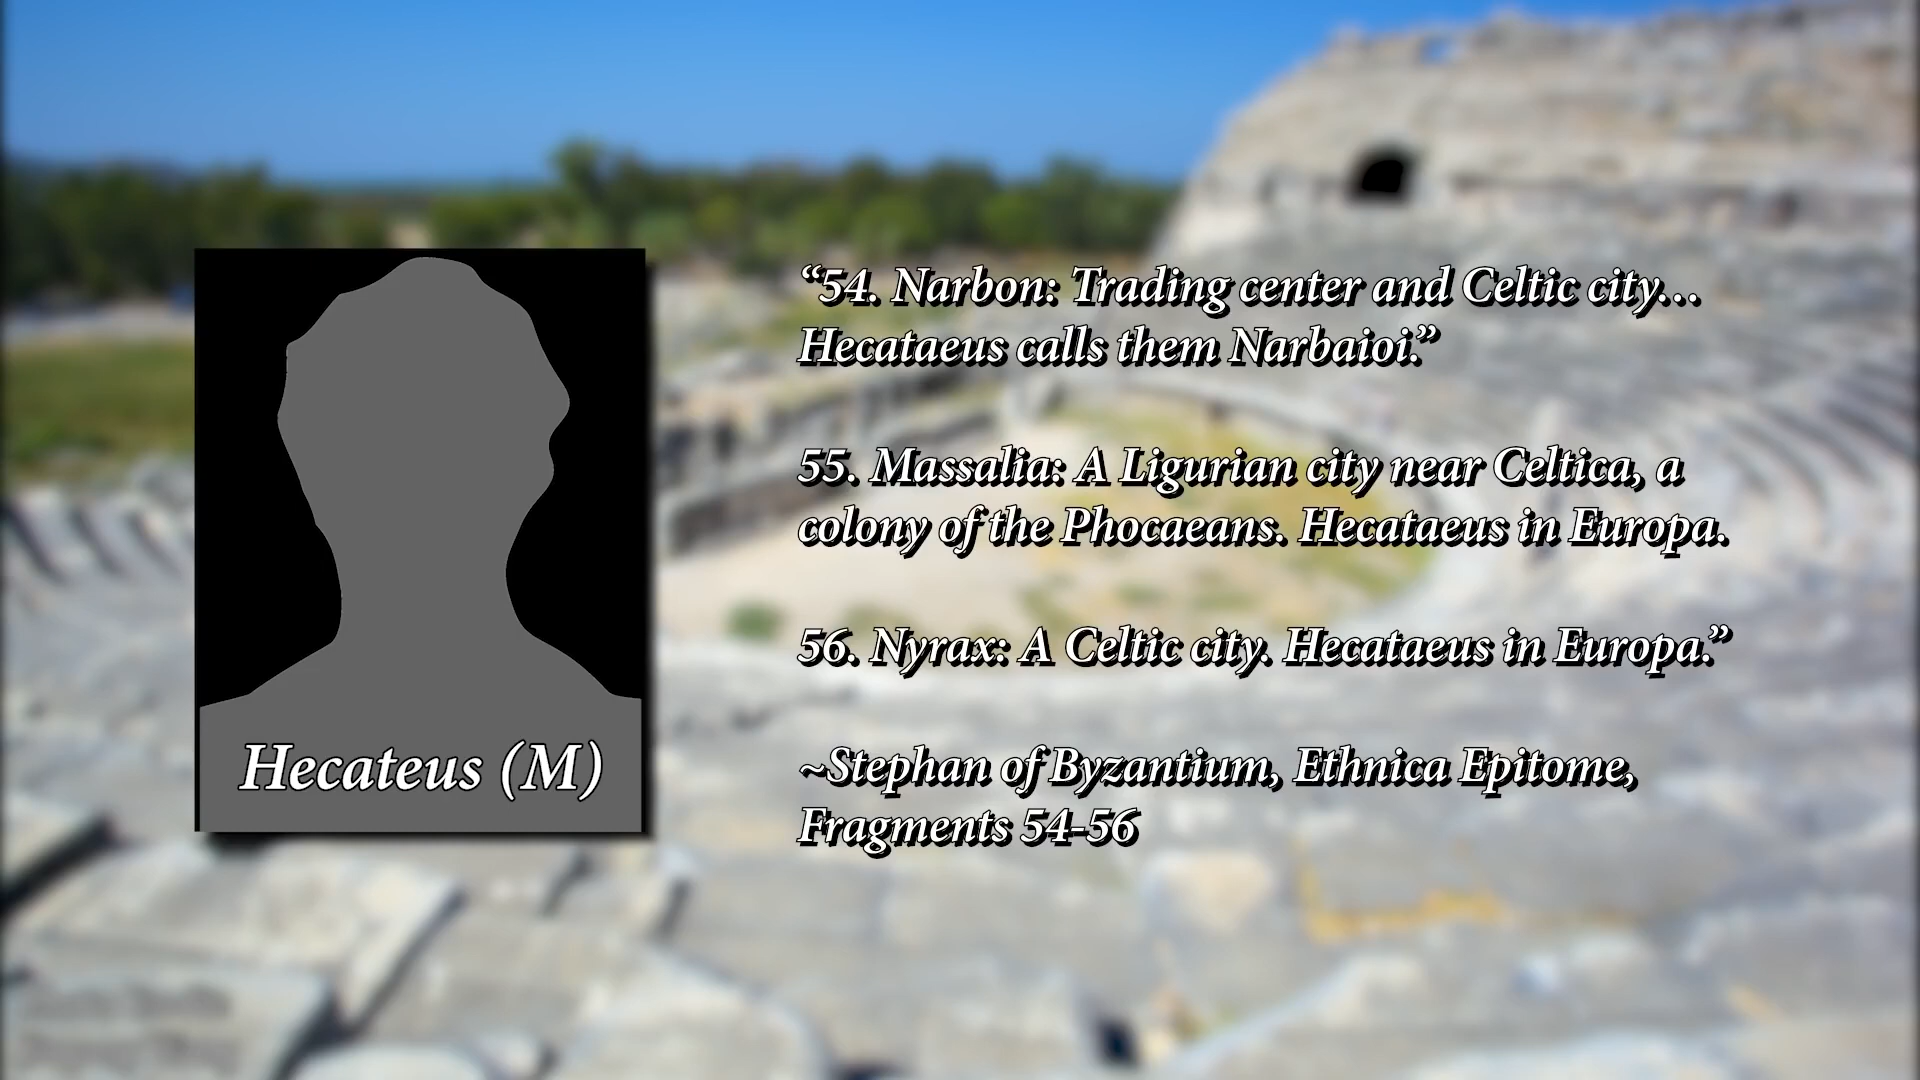 “54. Narbon: Trading center and Celtic city...
Hecataeus calls them Narbaioi.”
55. Massalia: A Ligurian city near Celtica, a
colony of the Phocaeans. Hecataeus in Europa.
56. Nyrax: A Celtic city. Hecataeus in Europa.”
~Stephan of Byzantium, Ethnica Epitome,
Fragments 54-56
Hecateus (M)